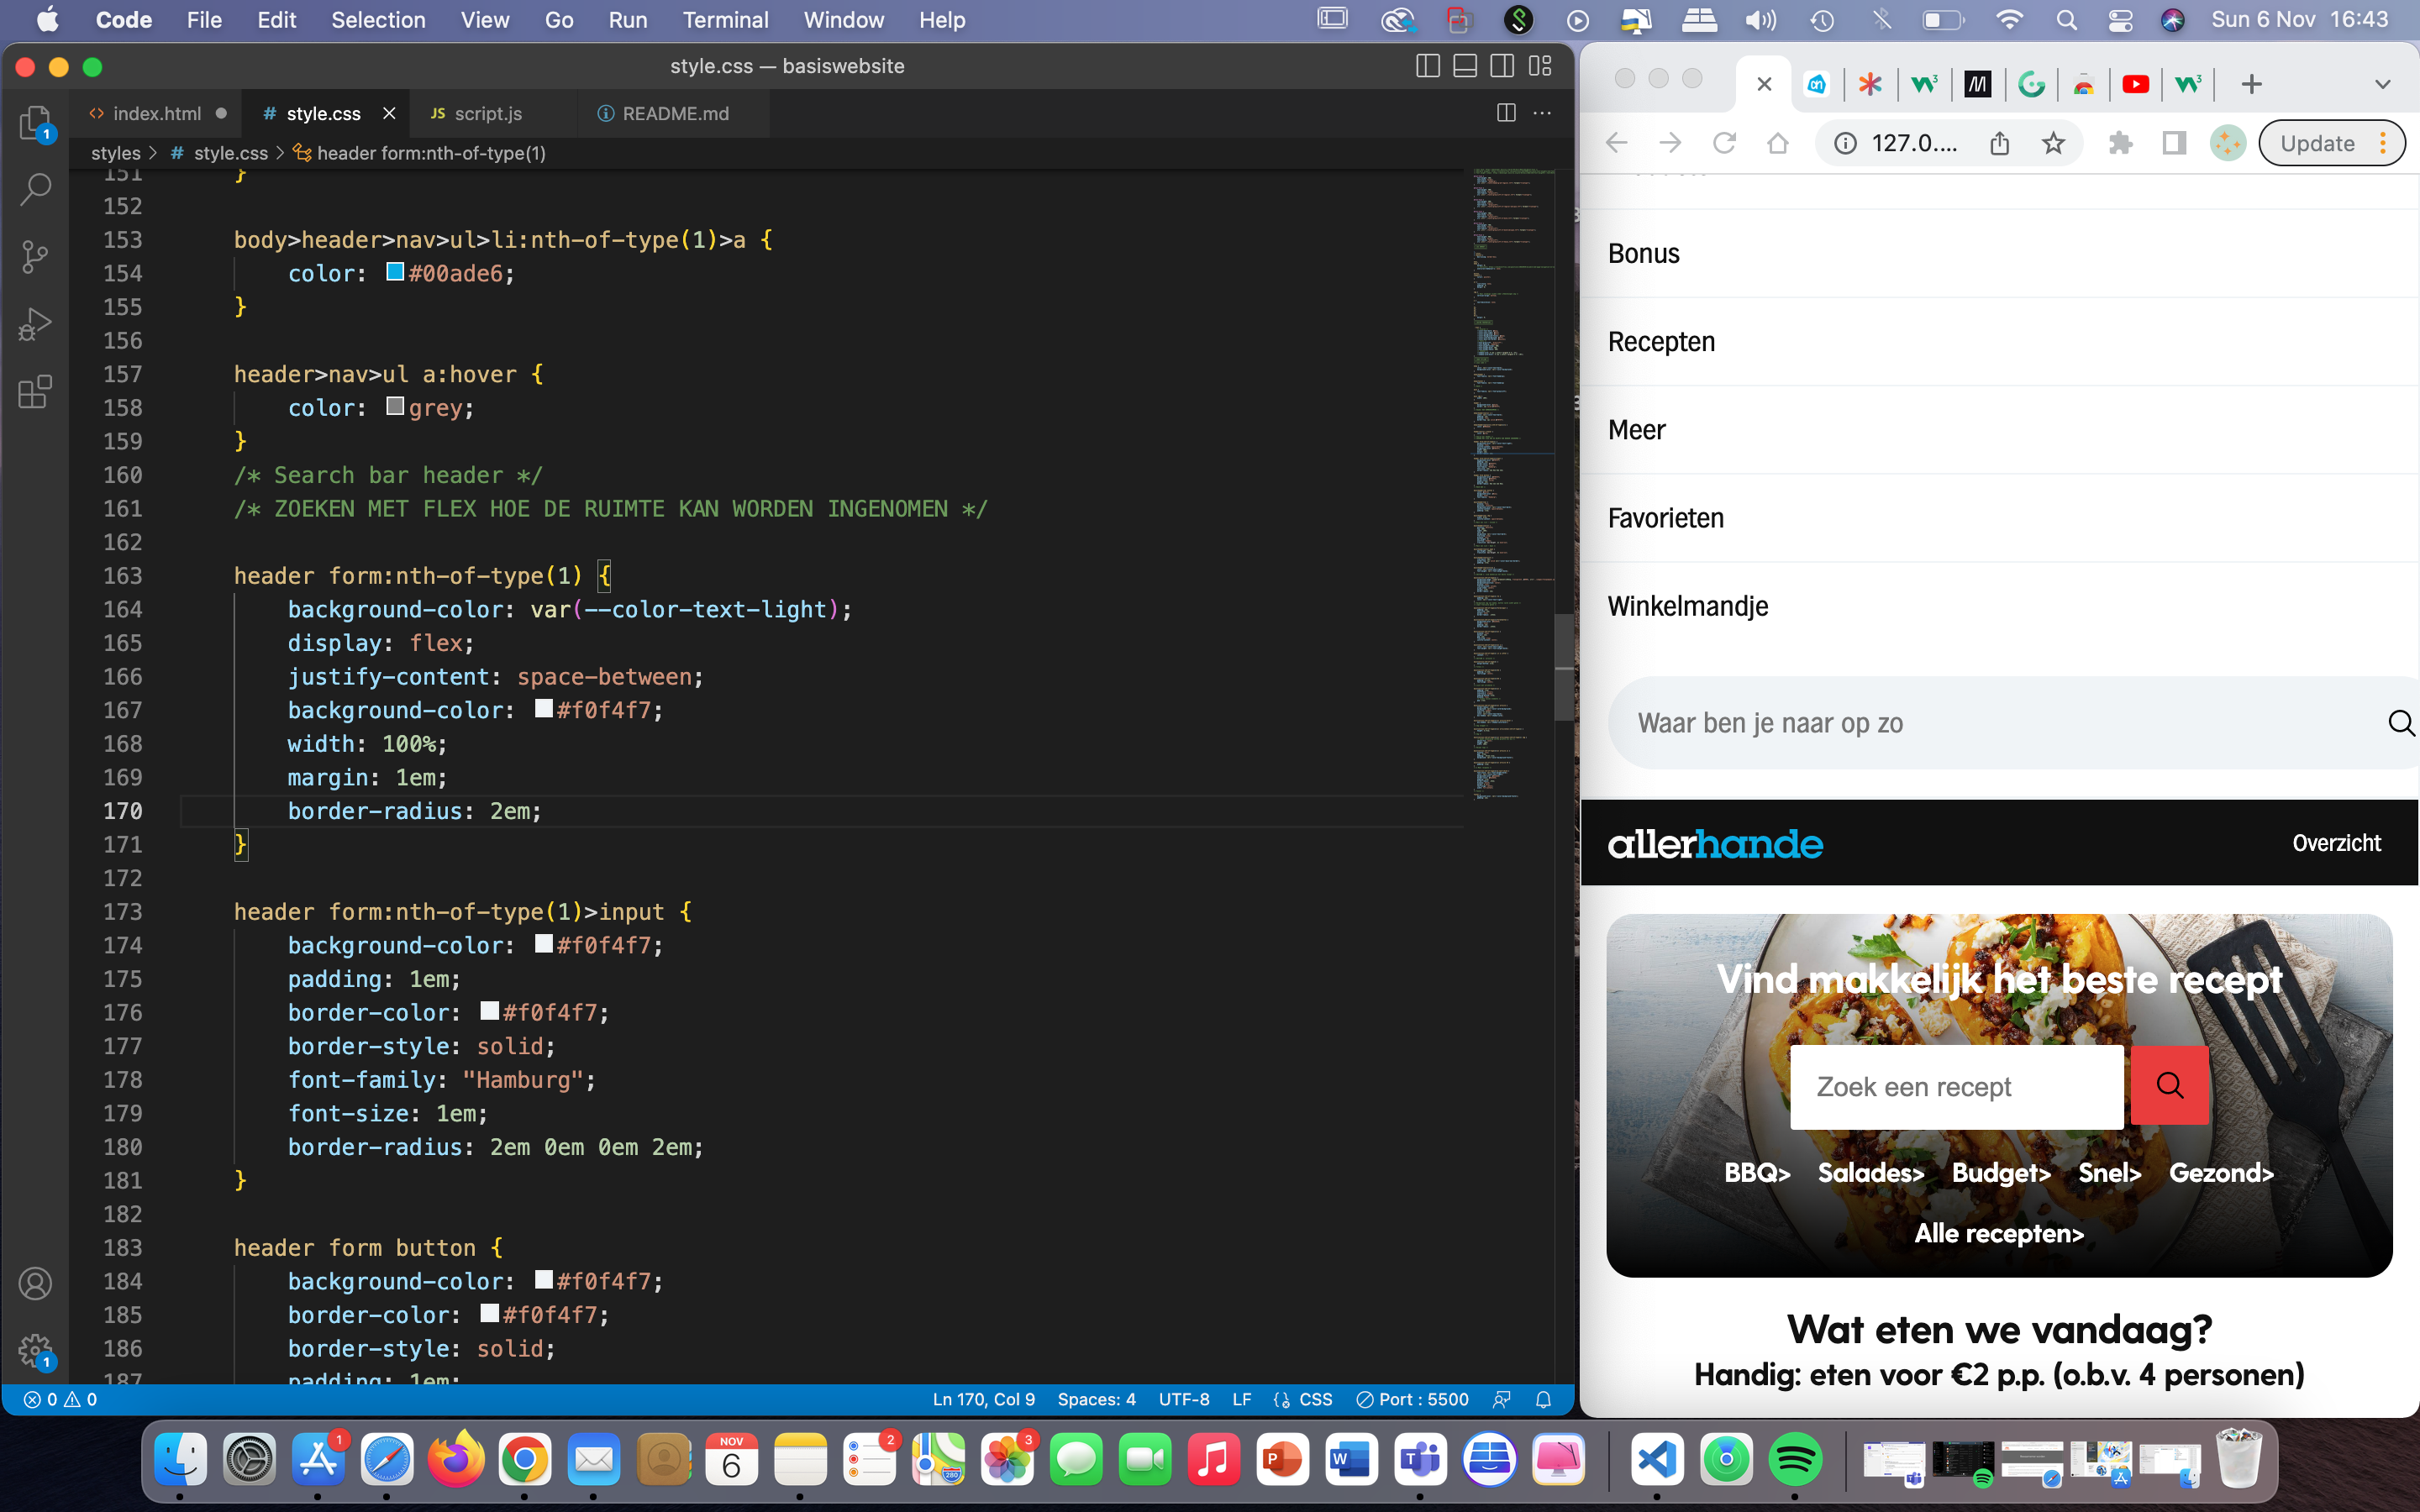 Code File Edit Selection View Go Run Terminal Window Help Sun 6 Nov 16:43
style.css — basiswebsite
index.html style.css JS script.js README.md
styles > # style.css > header form:nth-of-type(1)
151 }
152
153 body>header>nav>ul>li:nth-of-type(1)>a {
154 color: #00ade6;
155 }
156
157 header>nav>ul a:hover {
158 color: grey;
159 }
160 /* Search bar header */
161 /* ZOEKEN MET FLEX HOE DE RUIMTE KAN WORDEN INGENOMEN */
162
163 header form:nth-of-type(1) {
164 background-color: var(--color-text-light);
165 display: flex;
166 justify-content: space-between;
167 background-color: #f0f4f7;
168 width: 100%;
169 margin: 1em;
170 border-radius: 2em;
171 }
172
173 header form:nth-of-type(1)>input {
174 background-color: #f0f4f7;
175 padding: 1em;
176 border-color: #f0f4f7;
177 border-style: solid;
178 font-family: "Hamburg";
179 font-size: 1em;
180 border-radius: 2em 0em 0em 2em;
181 }
182
183 header form button {
184 background-color: #f0f4f7;
185 border-color: #f0f4f7;
186 border-style: solid;
187 padding: 1em;
0 0 Ln 170, Col 9 Spaces: 4 UTF-8 LF CSS Port : 5500
127.0.... Update
Bonus
Recepten
Meer
Favorieten
Winkelmandje
Waar ben je naar op zo
allerhande Overzicht
Vind makkelijk het beste recept
Zoek een recept
BBQ> Salades> Budget> Snel> Gezond>
Alle recepten>
Wat eten we vandaag?
Handig: eten voor €2 p.p. (o.b.v. 4 personen)
1
1
1
NOV
6
2
280
3
P
W
T